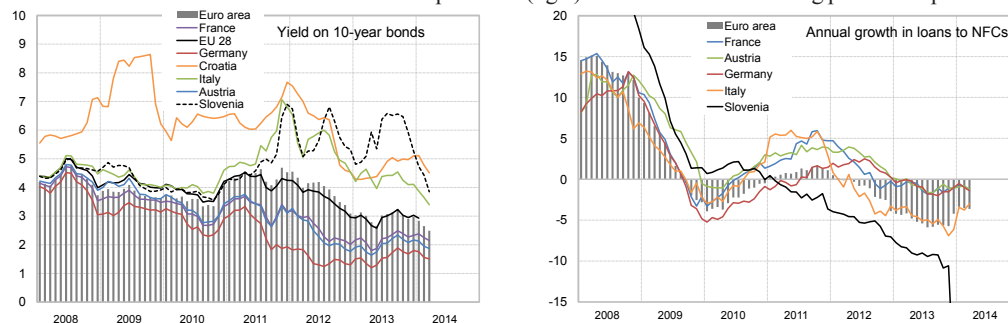 Yield on 10-year bonds
Euro area
France
EU 28
Germany
Croatia
Italy
Austria
Slovenia
10
9
8
7
6
5
4
3
2
1
0
2008 2009 2010 2011 2012 2013 2014
Annual growth in loans to NFCs
Euro area
France
Austria
Germany
Italy
Slovenia
20
15
10
5
0
-5
-10
-15
2008 2009 2010 2011 2012 2013 2014